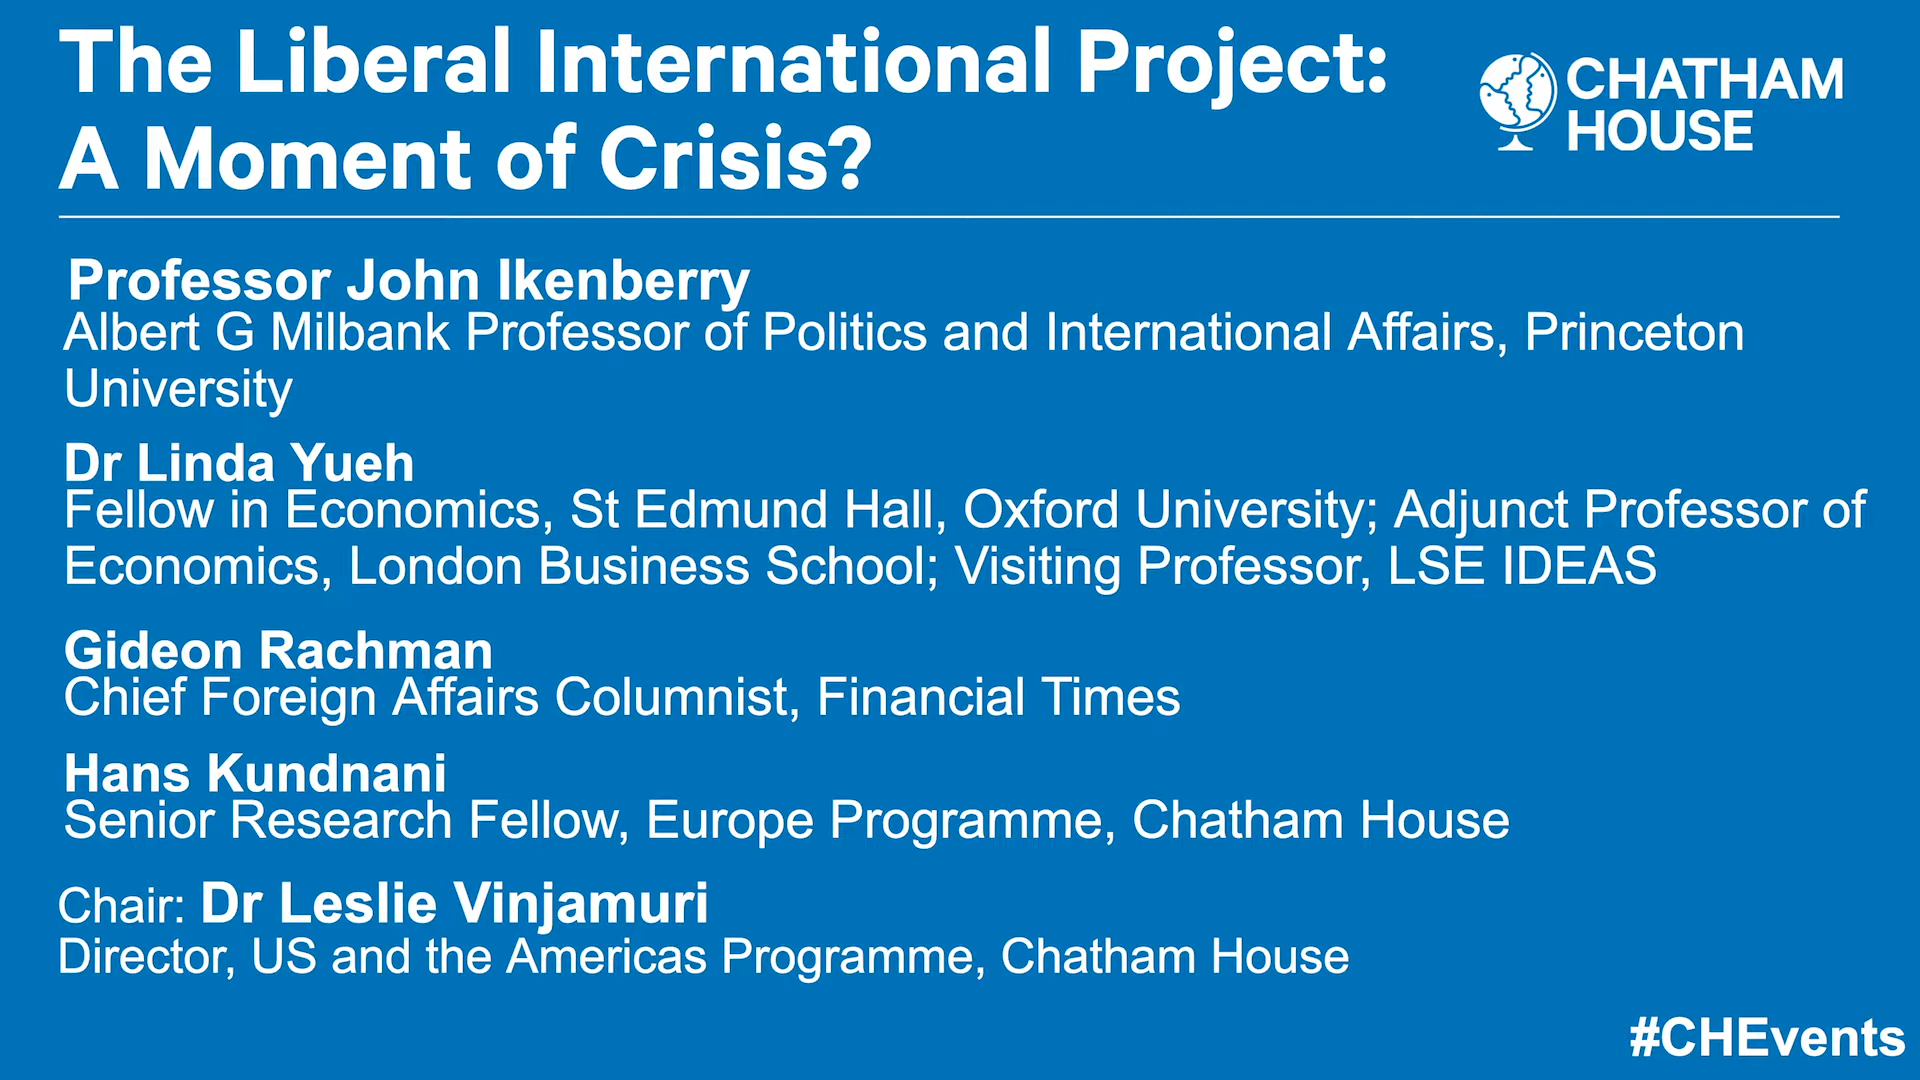 The Liberal International Project:
A Moment of Crisis?
CHATHAM
HOUSE
Professor John Ikenberry
Albert G Milbank Professor of Politics and International Affairs, Princeton
University
Dr Linda Yueh
Fellow in Economics, St Edmund Hall, Oxford University; Adjunct Professor of
Economics, London Business School; Visiting Professor, LSE IDEAS
Gideon Rachman
Chief Foreign Affairs Columnist, Financial Times
Hans Kundnani
Senior Research Fellow, Europe Programme, Chatham House
Chair: Dr Leslie Vinjamuri
Director, US and the Americas Programme, Chatham House
#CHEvents